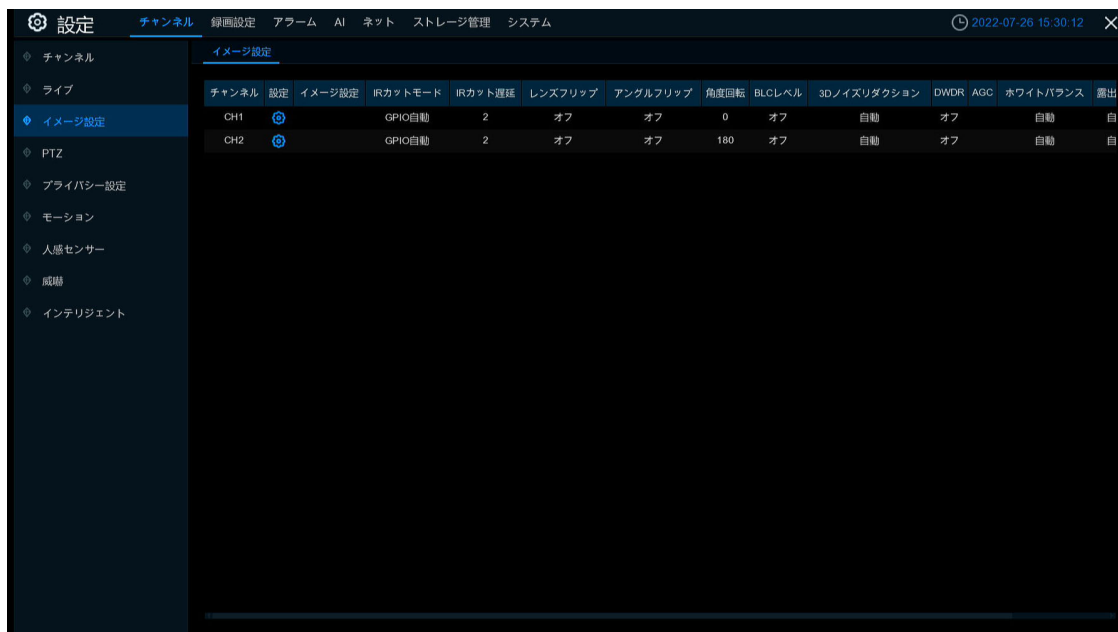 設定 チャンネル 録画設定 アラーム AI ネット ストレージ管理 システム 2022-07-26 15:30:12
チャンネル
ライブ
イメージ設定
PTZ
プライバシー設定
モーション
人感センサー
威嚇
インテリジェント
イメージ設定
チャンネル 設定 イメージ設定 IRカットモード IRカット遅延 レンズフリップ アングルフリップ 角度回転 BLCレベル 3Dノイズリダクション DWDR AGC ホワイトバランス 露出
CH1 GPIO自動 2 オフ オフ 0 オフ 自動 オフ 自動 自
CH2 GPIO自動 2 オフ オフ 180 オフ 自動 オフ 自動 自